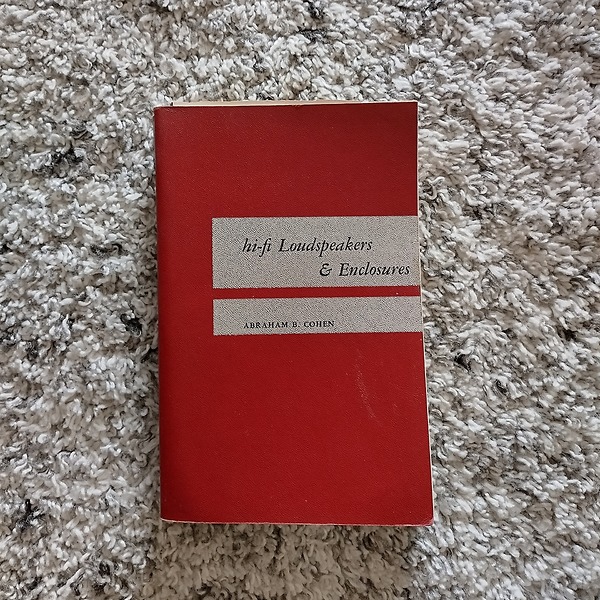 hi-fi Loudspeakers
& Enclosures
ABRAHAM B. COHEN